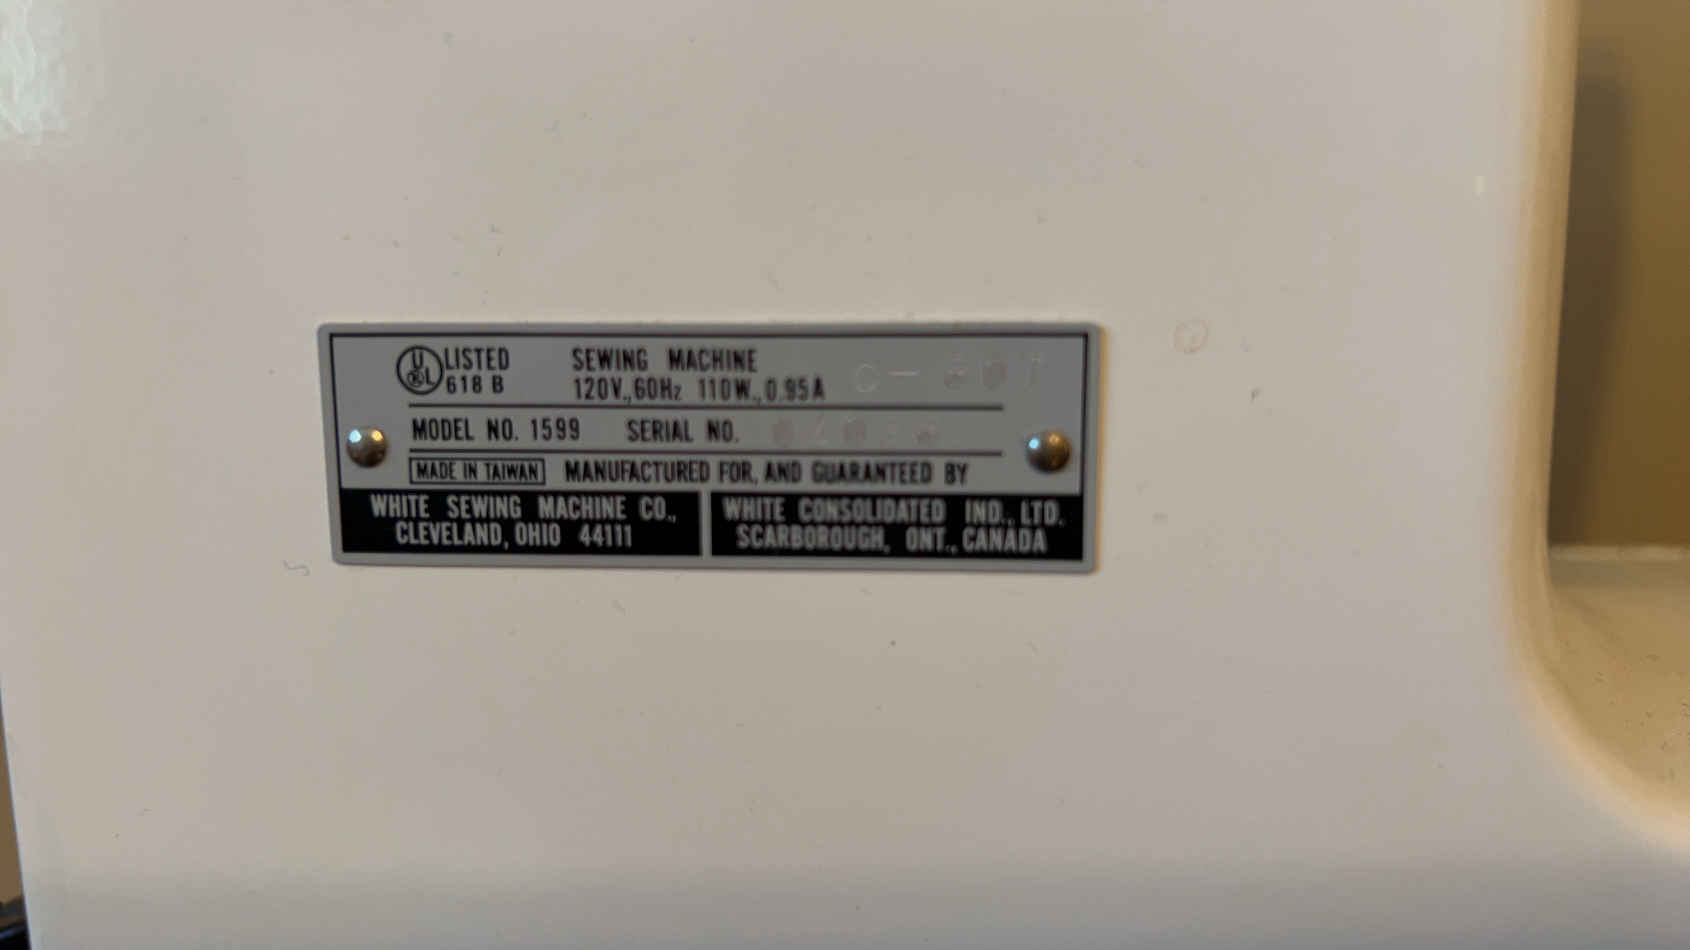 UL LISTED 618 B
SEWING MACHINE
120V.,60Hz 110W.,0.95A
MODEL NO. 1599 SERIAL NO.
MADE IN TAIWAN MANUFACTURED FOR, AND GUARANTEED BY
WHITE SEWING MACHINE CO.,
CLEVELAND, OHIO 44111
WHITE CONSOLIDATED IND., LTD.
SCARBOROUGH, ONT., CANADA